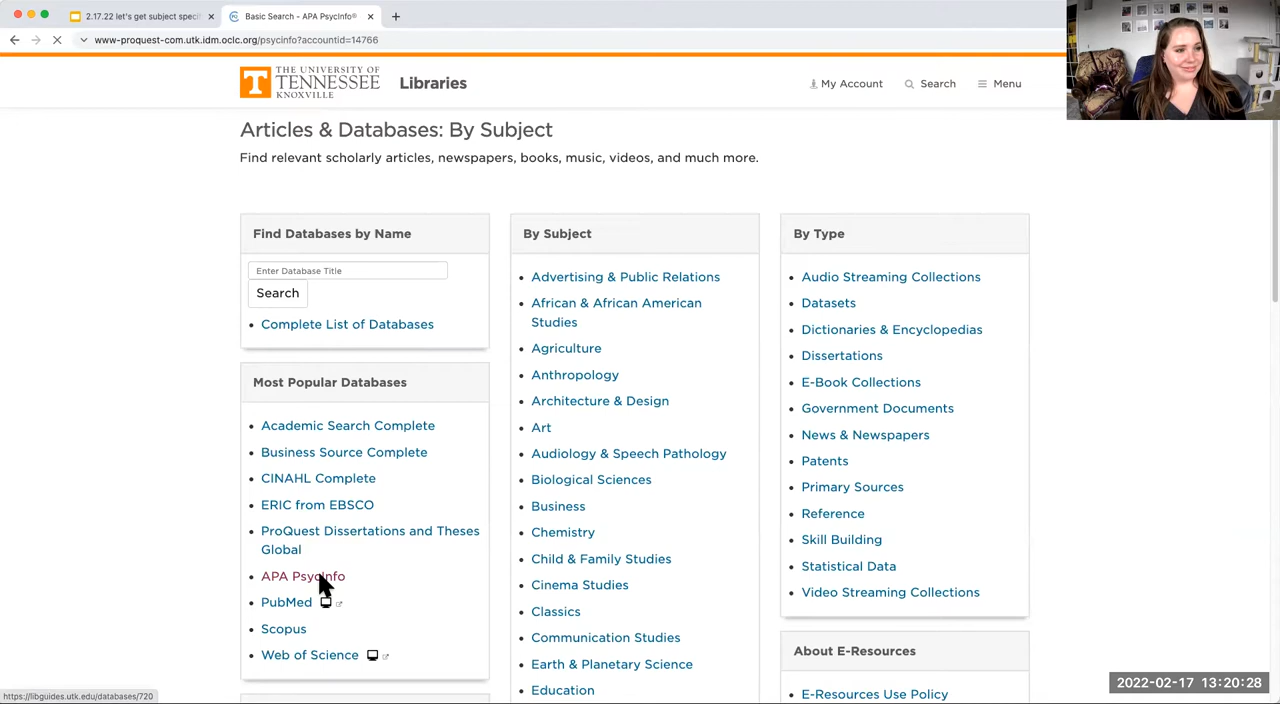 2.17.22 let's get subject speci
Basic Search - APA PsycInfo®
www-proquest-com.utk.idm.oclc.org/psycinfo?accountid=14766
T
THE UNIVERSITY OF
TENNESSEE
KNOXVILLE
Libraries
My Account
Search
Menu
Articles & Databases: By Subject
Find relevant scholarly articles, newspapers, books, music, videos, and much more.
Find Databases by Name
Enter Database Title
Search
Complete List of Databases
Most Popular Databases
Academic Search Complete
Business Source Complete
CINAHL Complete
ERIC from EBSCO
ProQuest Dissertations and Theses
Global
APA PsycInfo
PubMed
Scopus
Web of Science
By Subject
Advertising & Public Relations
African & African American
Studies
Agriculture
Anthropology
Architecture & Design
Art
Audiology & Speech Pathology
Biological Sciences
Business
Chemistry
Child & Family Studies
Cinema Studies
Classics
Communication Studies
Earth & Planetary Science
Education
By Type
Audio Streaming Collections
Datasets
Dictionaries & Encyclopedias
Dissertations
E-Book Collections
Government Documents
News & Newspapers
Patents
Primary Sources
Reference
Skill Building
Statistical Data
Video Streaming Collections
About E-Resources
E-Resources Use Policy
https://libguides.utk.edu/databases/720
2022-02-17 13:20:28